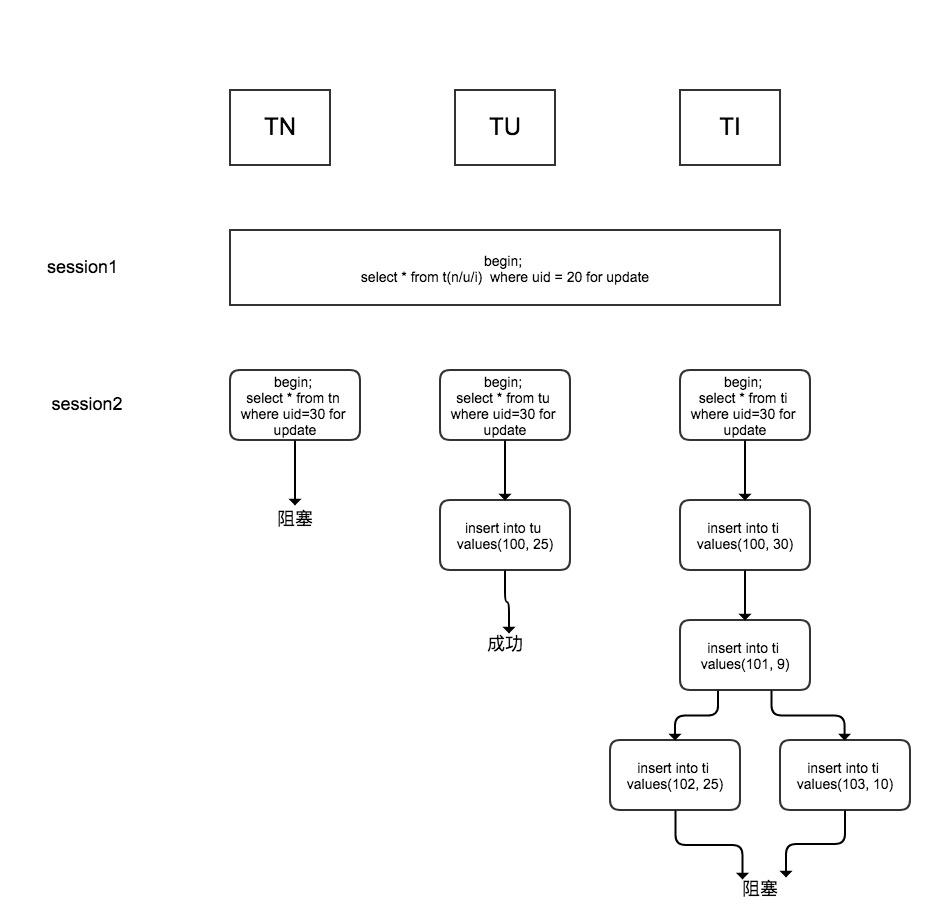 TN
TU
TI
session1
begin;
select * from t(n/u/i)  where uid = 20 for update
session2
begin;
select * from tn
where uid=30 for
update
begin;
select * from tu
where uid=30 for
update
begin;
select * from ti
where uid=30 for
update
阻塞
insert into tu
values(100, 25)
insert into ti
values(100, 30)
成功
insert into ti
values(101, 9)
insert into ti
values(102, 25)
insert into ti
values(103, 10)
阻塞